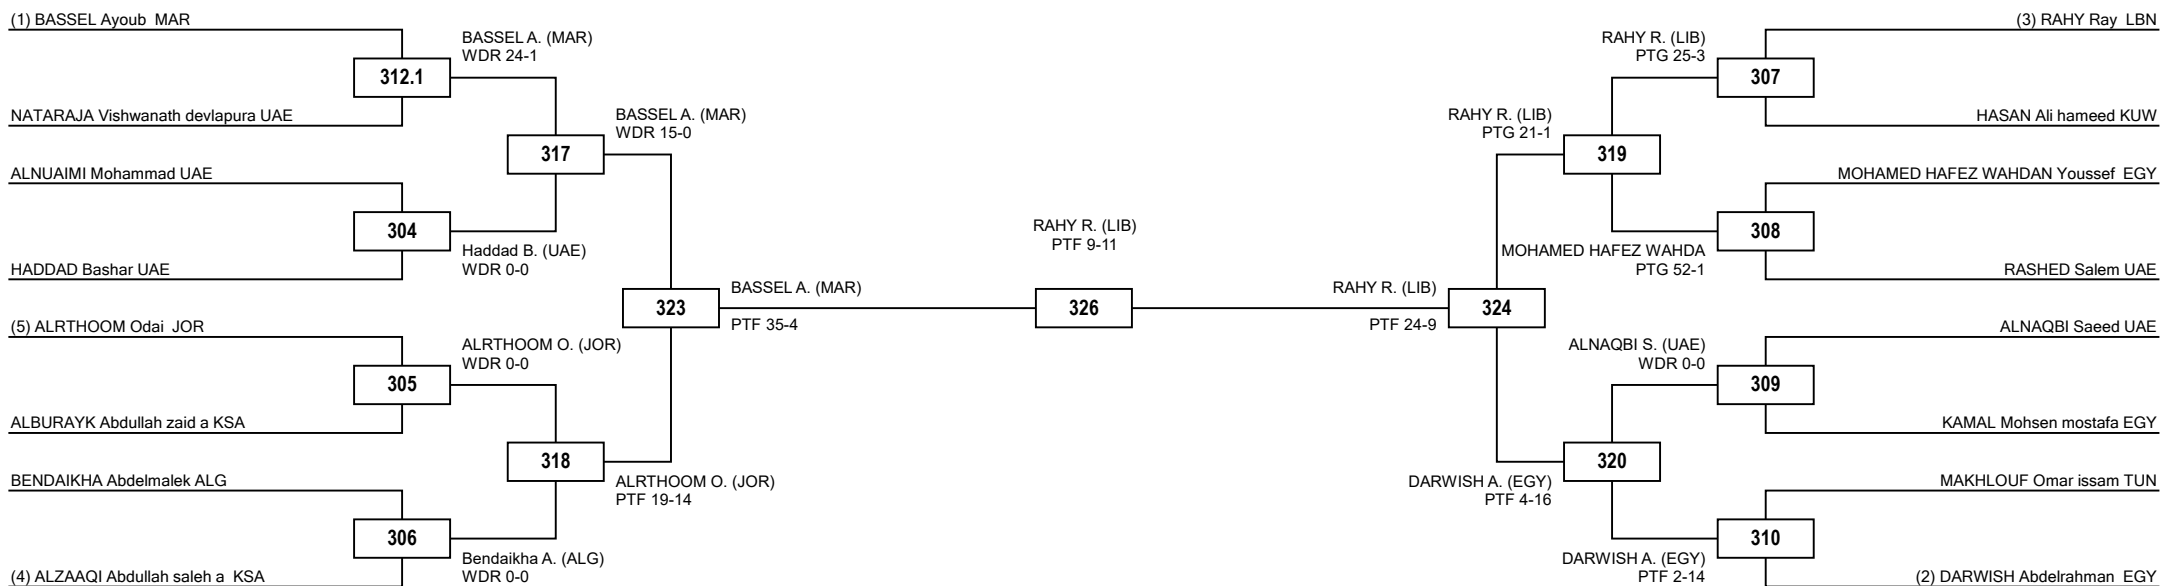 (1) BASSEL Ayoub  MAR
BASSEL A. (MAR)
WDR 24-1
312.1
NATARAJA Vishwanath devlapura UAE
BASSEL A. (MAR)
WDR 15-0
317
ALNUAIMI Mohammad UAE
304
Haddad B. (UAE)
WDR 0-0
HADDAD Bashar UAE
323
BASSEL A. (MAR)
PTF 35-4
(5) ALRTHOOM Odai  JOR
ALRTHOOM O. (JOR)
WDR 0-0
305
ALBURAYK Abdullah zaid a KSA
318
ALRTHOOM O. (JOR)
PTF 19-14
BENDAIKHA Abdelmalek ALG
306
Bendaikha A. (ALG)
WDR 0-0
(4) ALZAAQI Abdullah saleh a  KSA
RAHY R. (LIB)
PTF 9-11
326
(3) RAHY Ray  LBN
RAHY R. (LIB)
PTG 25-3
307
HASAN Ali hameed KUW
RAHY R. (LIB)
PTG 21-1
319
MOHAMED HAFEZ WAHDAN Youssef  EGY
308
MOHAMED HAFEZ WAHDA
PTG 52-1
RASHED Salem UAE
RAHY R. (LIB)
PTF 24-9
324
ALNAQBI Saeed UAE
ALNAQBI S. (UAE)
WDR 0-0
309
KAMAL Mohsen mostafa EGY
320
DARWISH A. (EGY)
PTF 4-16
MAKHLOUF Omar issam TUN
310
DARWISH A. (EGY)
PTF 2-14
(2) DARWISH Abdelrahman  EGY